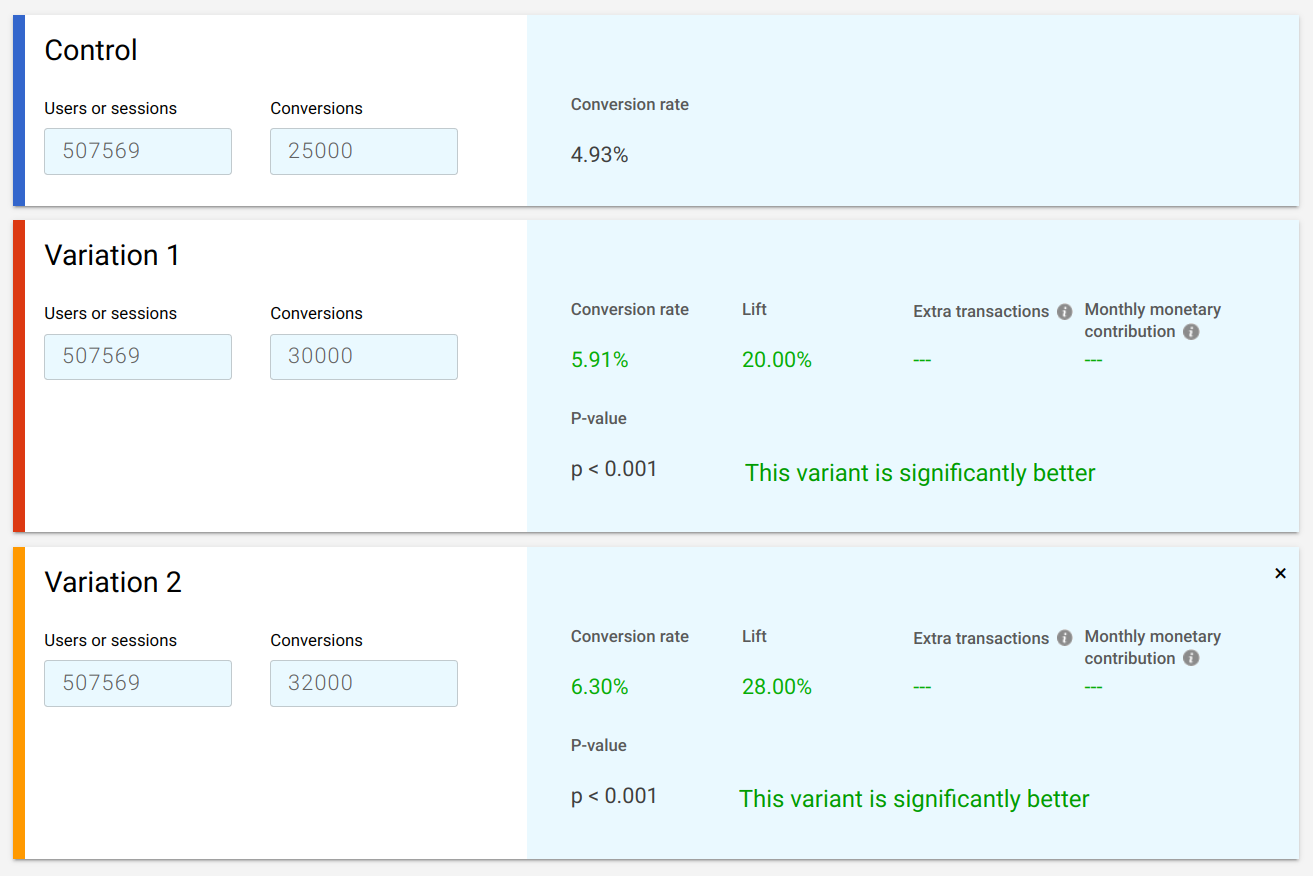 Control
Users or sessions Conversions Conversion rate
507569 25000 4.93%
Variation 1
Users or sessions Conversions Conversion rate Lift Extra transactions Monthly monetary contribution
507569 30000 5.91% 20.00% --- ---
P-value
p < 0.001 This variant is significantly better
Variation 2
Users or sessions Conversions Conversion rate Lift Extra transactions Monthly monetary contribution
507569 32000 6.30% 28.00% --- ---
P-value
p < 0.001 This variant is significantly better